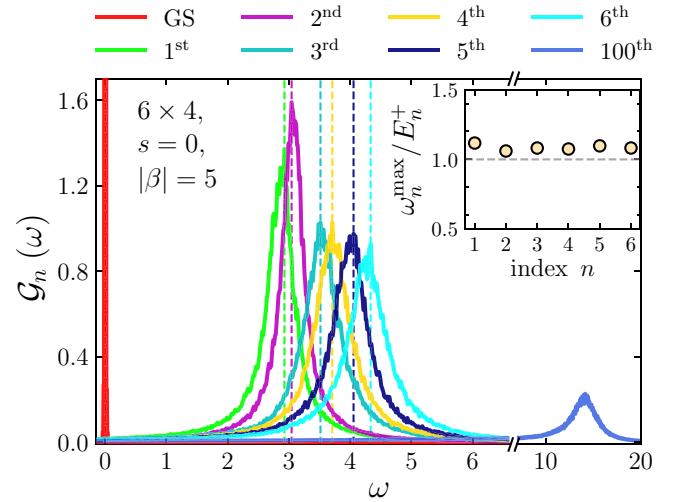 GS 2nd 4th 6th
1st 3rd 5th 100th
1.6
1.2
0.8
0.4
0.0
𝒢n (ω)
6 × 4,
s = 0,
|β| = 5
1.5
1.0
0.5
ωn^max/En^+
1 2 3 4 5 6
index n
0 1 2 3 4 5 6 10 20
ω